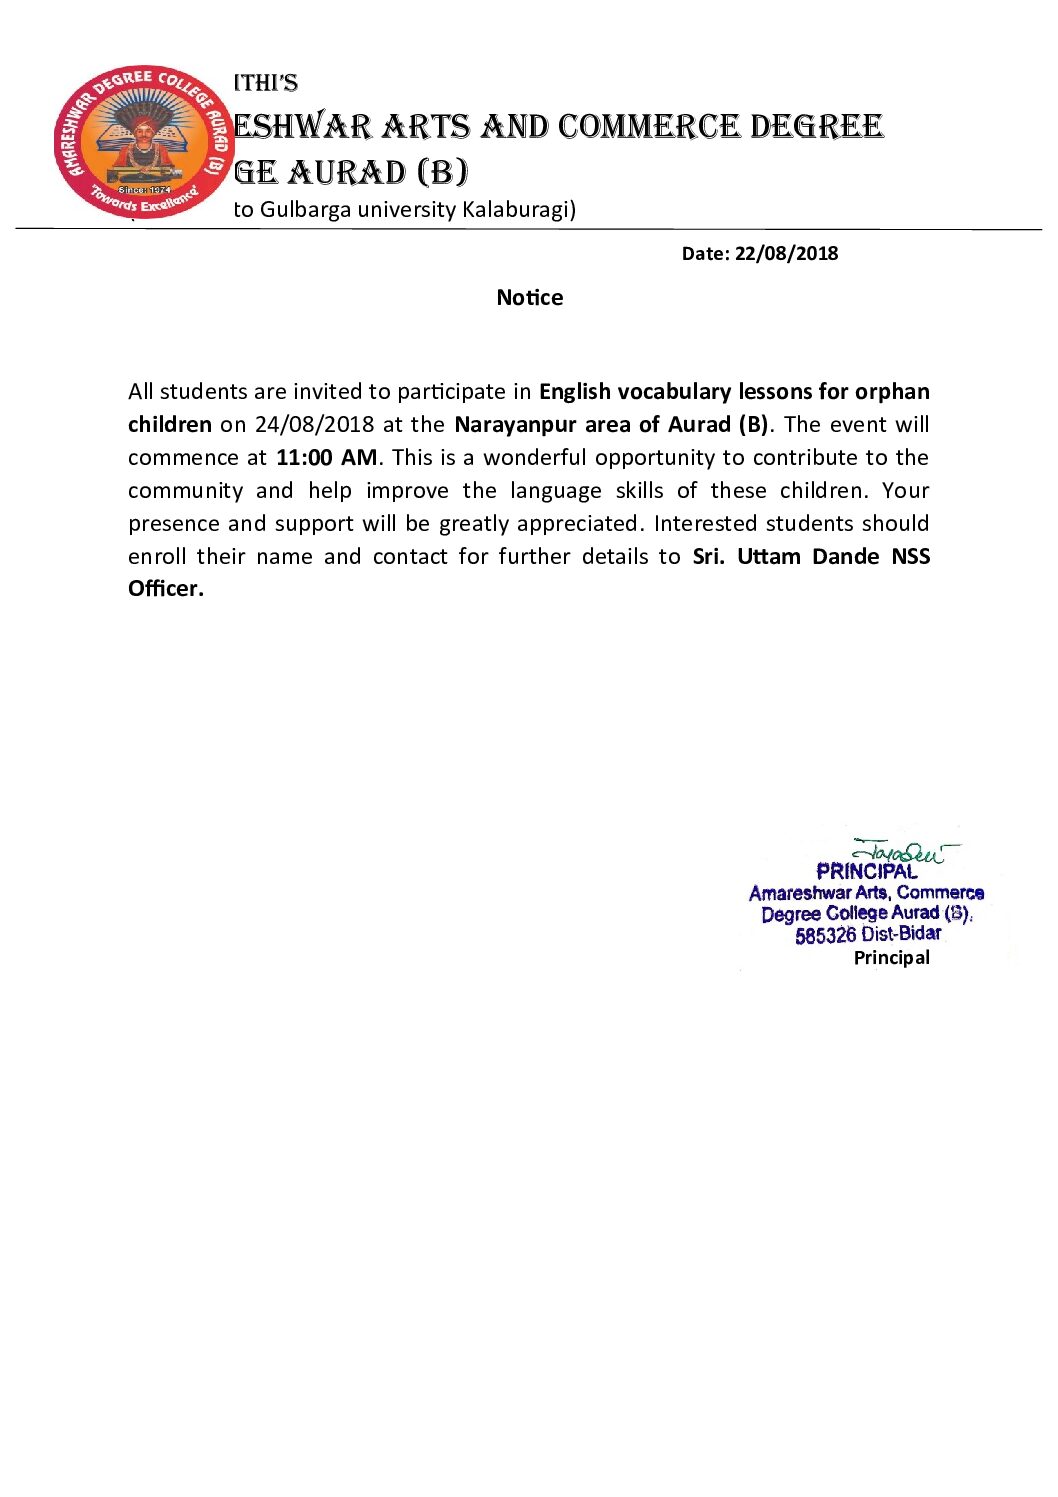 ITHI'S
AMARESHWAR DEGREE COLLEGE AURAD (B)
Since 1974
'Towards Excellence'
ESHWAR ARTS AND COMMERCE DEGREE
GE AURAD (B)
to Gulbarga university Kalaburagi)
Date: 22/08/2018
Notice
All students are invited to participate in English vocabulary lessons for orphan
children on 24/08/2018 at the Narayanpur area of Aurad (B). The event will
commence at 11:00 AM. This is a wonderful opportunity to contribute to the
community and help improve the language skills of these children. Your
presence and support will be greatly appreciated. Interested students should
enroll their name and contact for further details to Sri. Uttam Dande NSS
Officer.
PRINCIPAL
Amareshwar Arts, Commerce
Degree College Aurad (B).
585326 Dist-Bidar
Principal